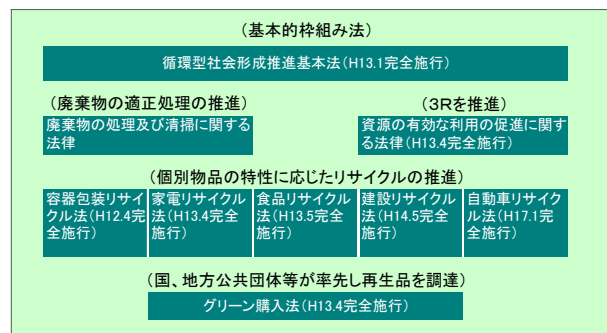 (基本的枠組み法)
循環型社会形成推進基本法(H13.1完全施行)
(廃棄物の適正処理の推進)
廃棄物の処理及び清掃に関する
法律
(3Rを推進)
資源の有効な利用の促進に関す
る法律(H13.4完全施行)
(個別物品の特性に応じたリサイクルの推進)
容器包装リサイ
クル法(H12.4完
全施行)
家電リサイクル
法(H13.4完全
施行)
食品リサイクル
法(H13.5完全
施行)
建設リサイクル
法(H14.5完全
施行)
自動車リサイク
ル法(H17.1完
全施行)
(国、地方公共団体等が率先し再生品を調達)
グリーン購入法(H13.4完全施行)